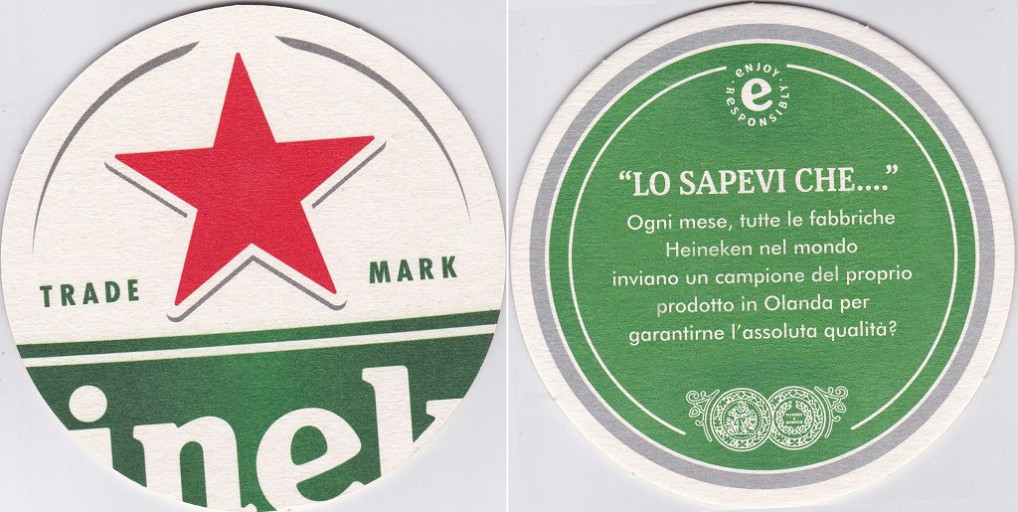 TRADE MARK
inek
ENJOY
e
RESPONSIBLY
“LO SAPEVI CHE....”
Ogni mese, tutte le fabbriche
Heineken nel mondo
inviano un campione del proprio
prodotto in Olanda per
garantirne l’assoluta qualità?